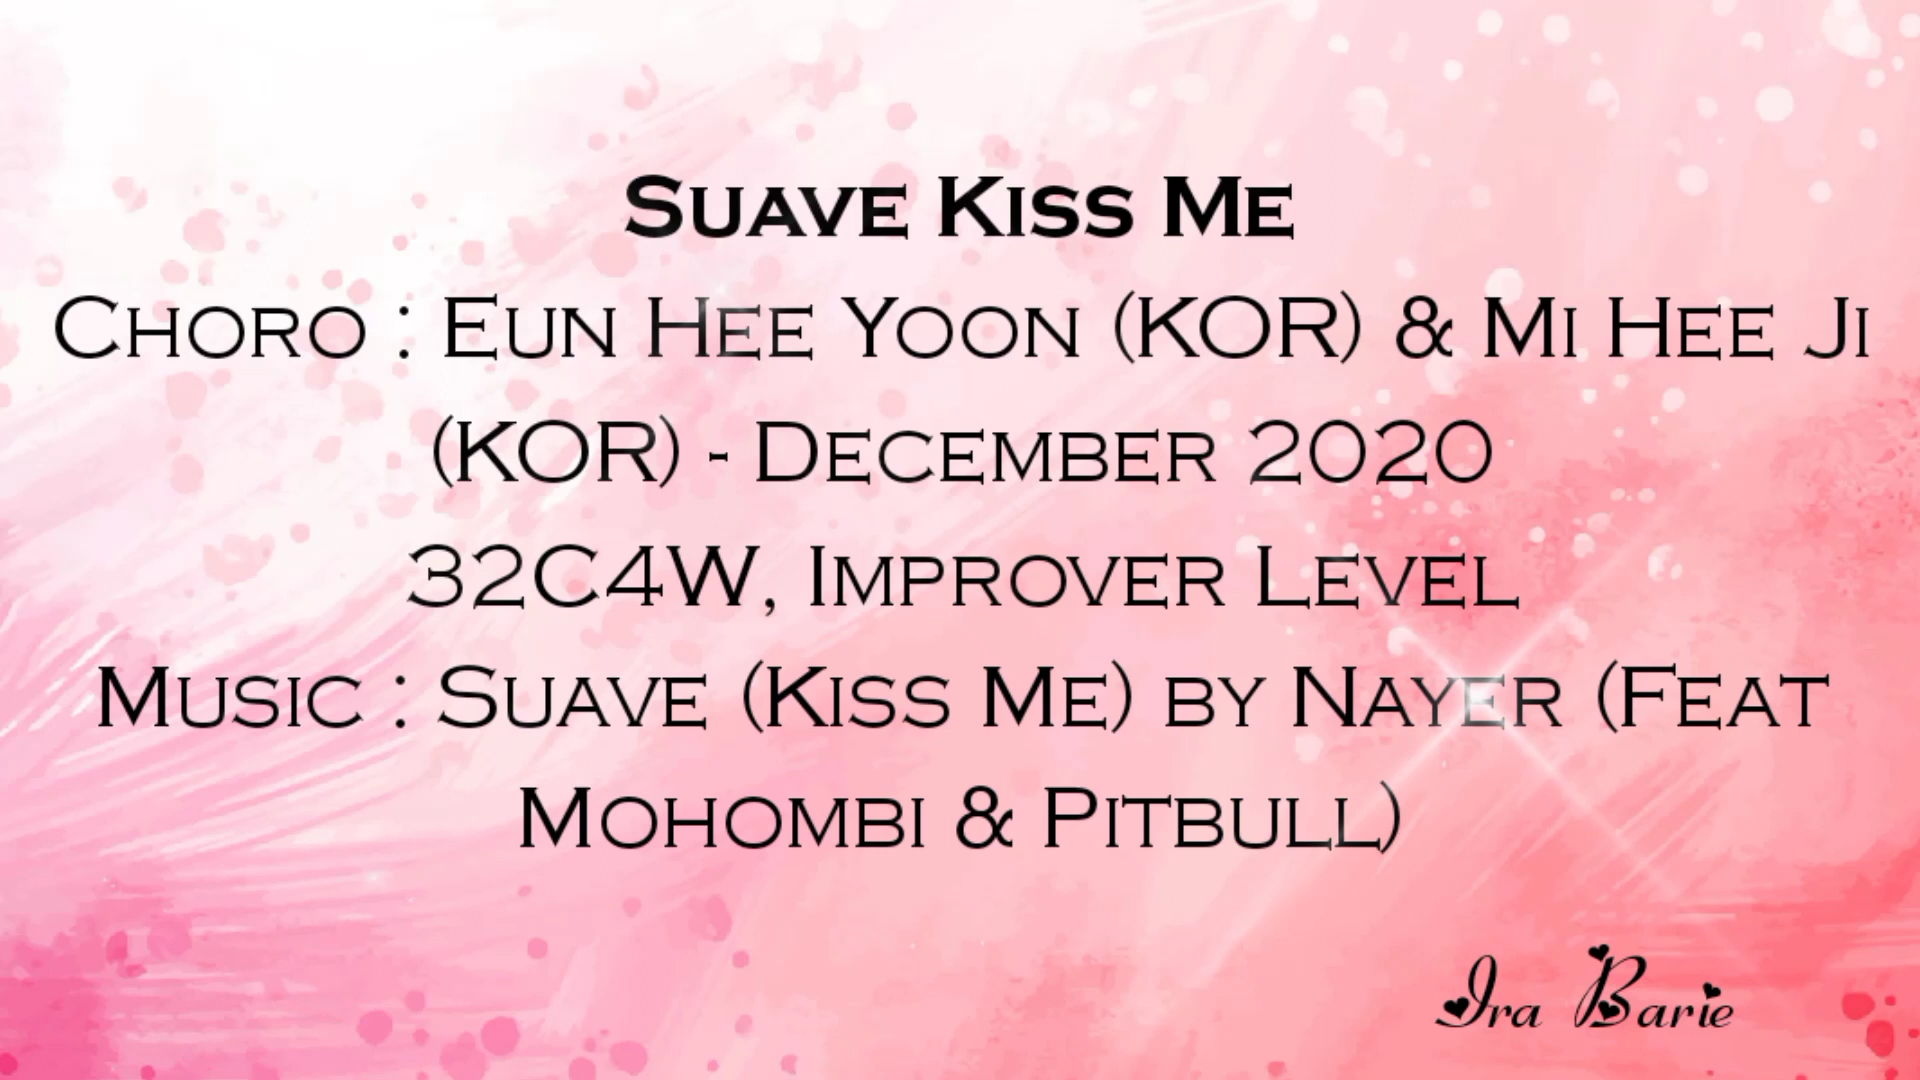 Suave Kiss Me
Choro : Eun Hee Yoon (KOR) & Mi Hee Ji
(KOR) - December 2020
32C4W, Improver Level
Music : Suave (Kiss Me) by Nayer (Feat
Mohombi & Pitbull)
Ira Barie